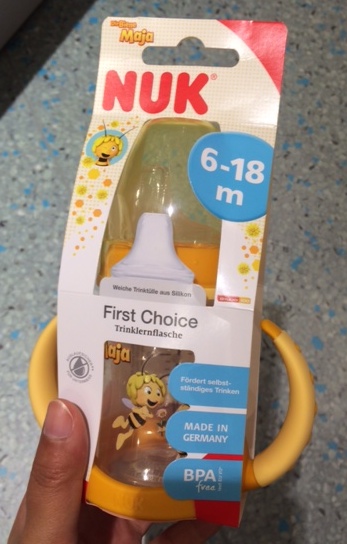 Die Biene
Maja
NUK®
6-18
m
Weiche Trinktülle aus Silikon
First Choice
Trinklernflasche
Maja
Fördert selbst-
ständiges Trinken
MADE IN
GERMANY
BPA
free